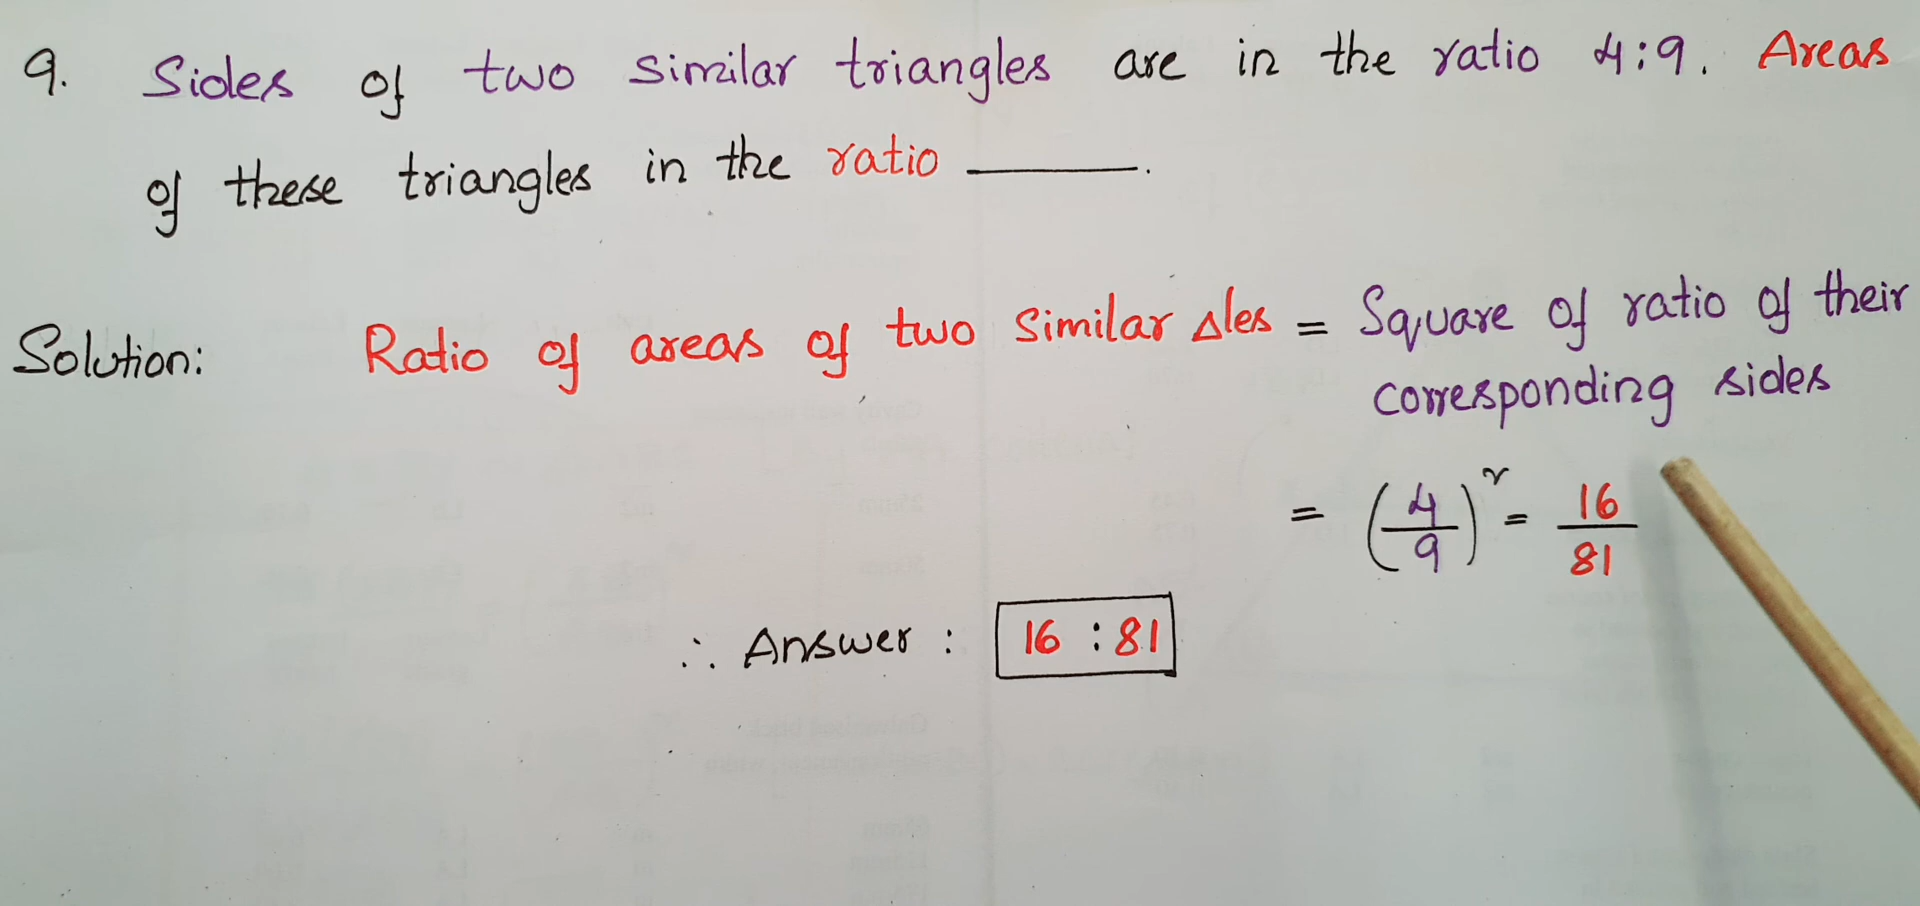 9. Sides of two similar triangles are in the ratio 4:9. Areas
of these triangles in the ratio ______.
Solution: Ratio of areas of two Similar Δles = Square of ratio of their
corresponding sides
= (4/9)² = 16/81
∴ Answer : 16 : 81